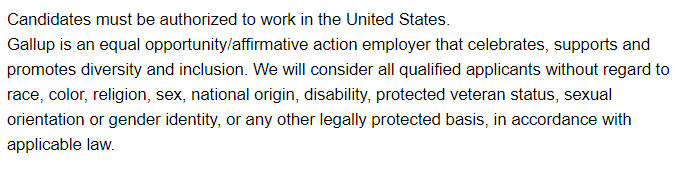 Candidates must be authorized to work in the United States.
Gallup is an equal opportunity/affirmative action employer that celebrates, supports and
promotes diversity and inclusion. We will consider all qualified applicants without regard to
race, color, religion, sex, national origin, disability, protected veteran status, sexual
orientation or gender identity, or any other legally protected basis, in accordance with
applicable law.